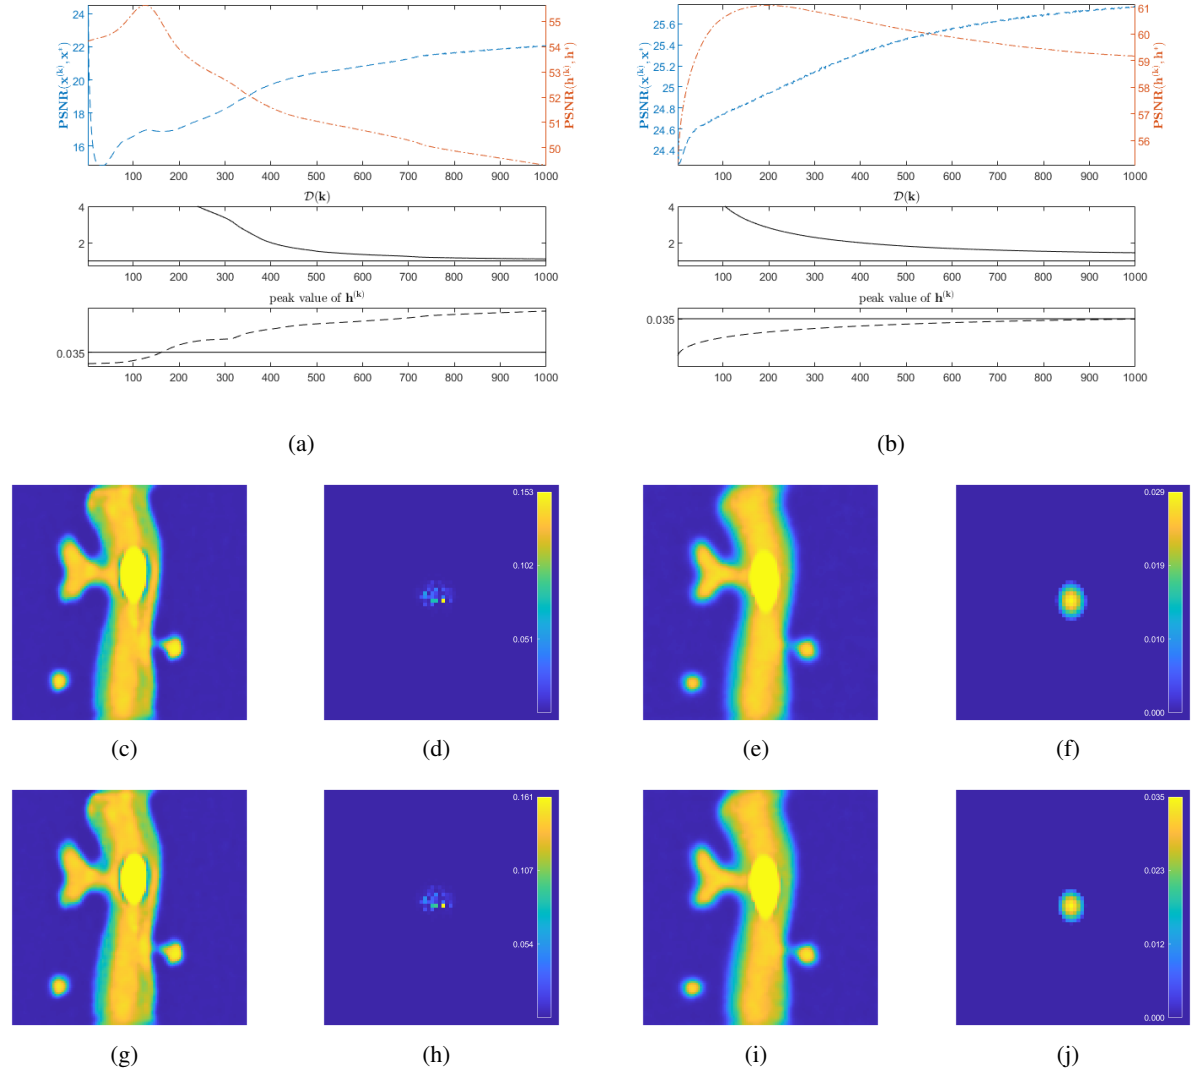 24
22
20
18
16
PSNR(x^(k), x*)
55
54
53
52
51
50
PSNR(h^(k), h*)
100 200 300 400 500 600 700 800 900 1000
D(k)
4
2
100 200 300 400 500 600 700 800 900 1000
peak value of h^(k)
0.035
100 200 300 400 500 600 700 800 900 1000
(a)
25.6
25.4
25.2
25
24.8
24.6
24.4
PSNR(x^(k), x*)
61
60
59
58
57
56
PSNR(h^(k), h*)
100 200 300 400 500 600 700 800 900 1000
D(k)
4
2
100 200 300 400 500 600 700 800 900 1000
peak value of h^(k)
0.035
100 200 300 400 500 600 700 800 900 1000
(b)
0.153
0.102
0.051
0.029
0.019
0.010
0.000
(c) (d) (e) (f)
0.161
0.107
0.054
0.035
0.023
0.012
0.000
(g) (h) (i) (j)